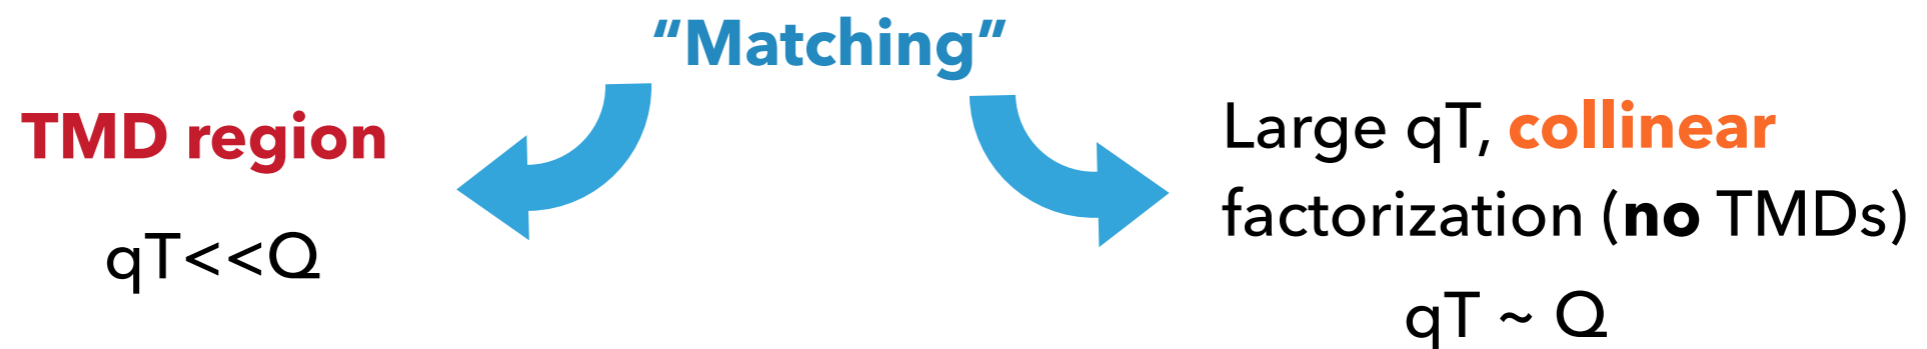 “Matching”
TMD region
qT<<Q
Large qT, collinear
factorization (no TMDs)
qT ~ Q